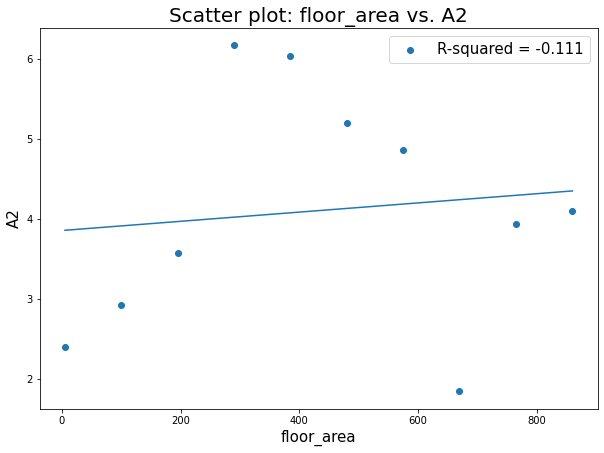 Scatter plot: floor_area vs. A2
R-squared = -0.111
6
5
4
3
2
A2
0 200 400 600 800
floor_area